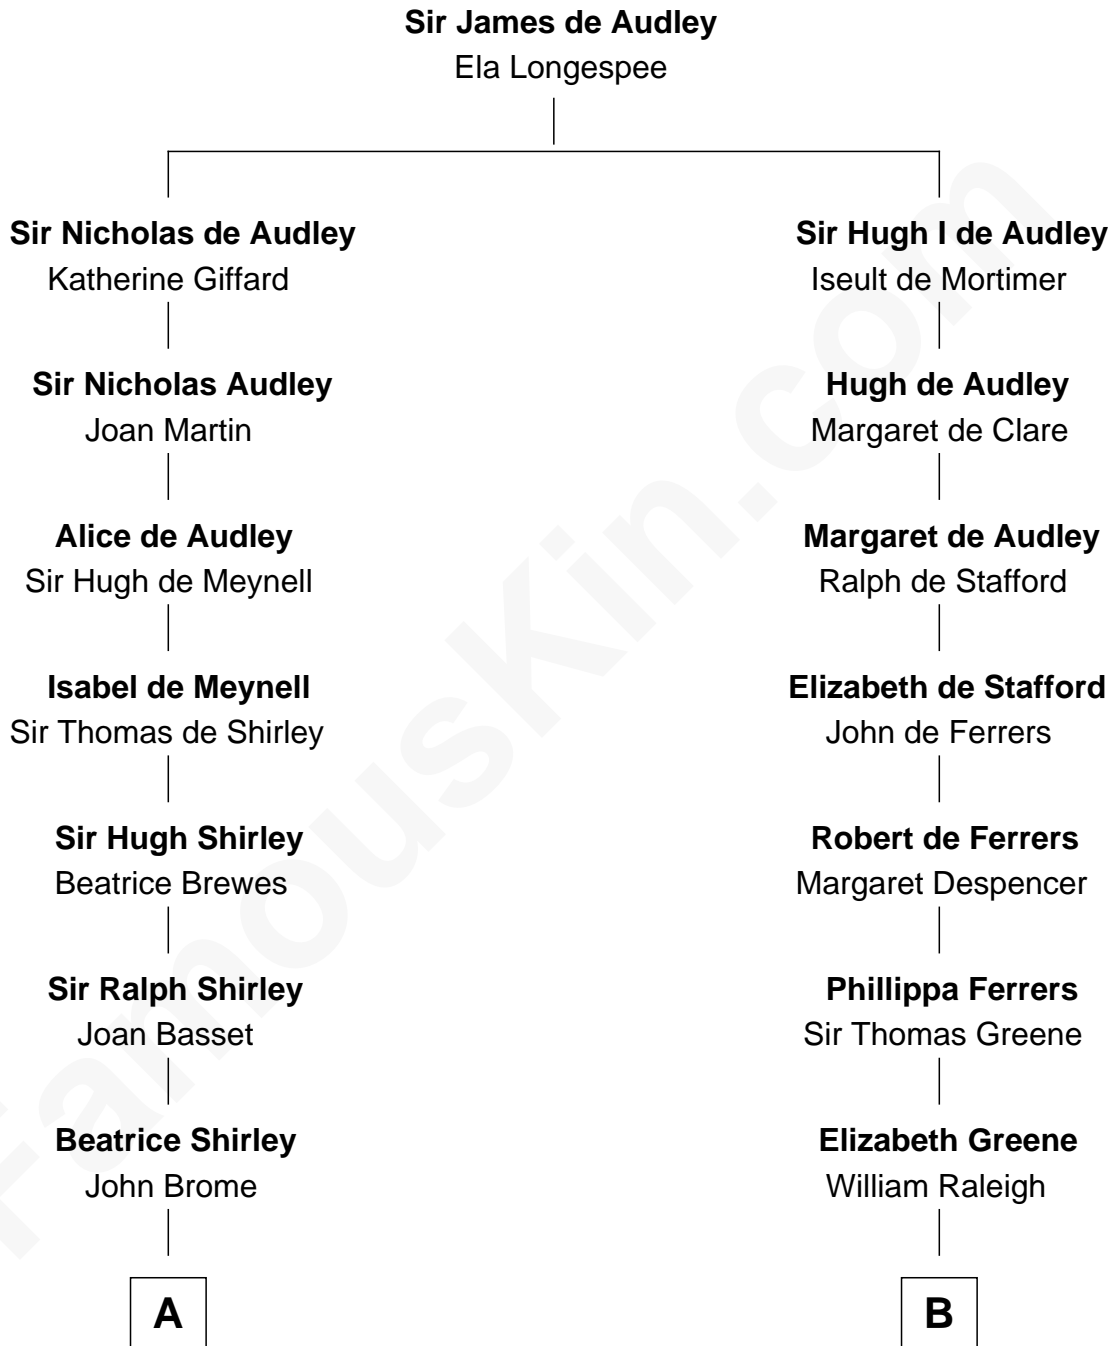 Sir James de Audley
Ela Longespee
Sir Nicholas de Audley
Katherine Giffard
Sir Nicholas Audley
Joan Martin
Alice de Audley
Sir Hugh de Meynell
Isabel de Meynell
Sir Thomas de Shirley
Sir Hugh Shirley
Beatrice Brewes
Sir Ralph Shirley
Joan Basset
Beatrice Shirley
John Brome
A
Sir Hugh I de Audley
Iseult de Mortimer
Hugh de Audley
Margaret de Clare
Margaret de Audley
Ralph de Stafford
Elizabeth de Stafford
John de Ferrers
Robert de Ferrers
Margaret Despencer
Phillippa Ferrers
Sir Thomas Greene
Elizabeth Greene
William Raleigh
B
FamousKin.com